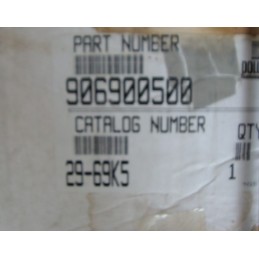 PART NUMBER
906900500
CATALOG NUMBER
QTY
29-69K5
1